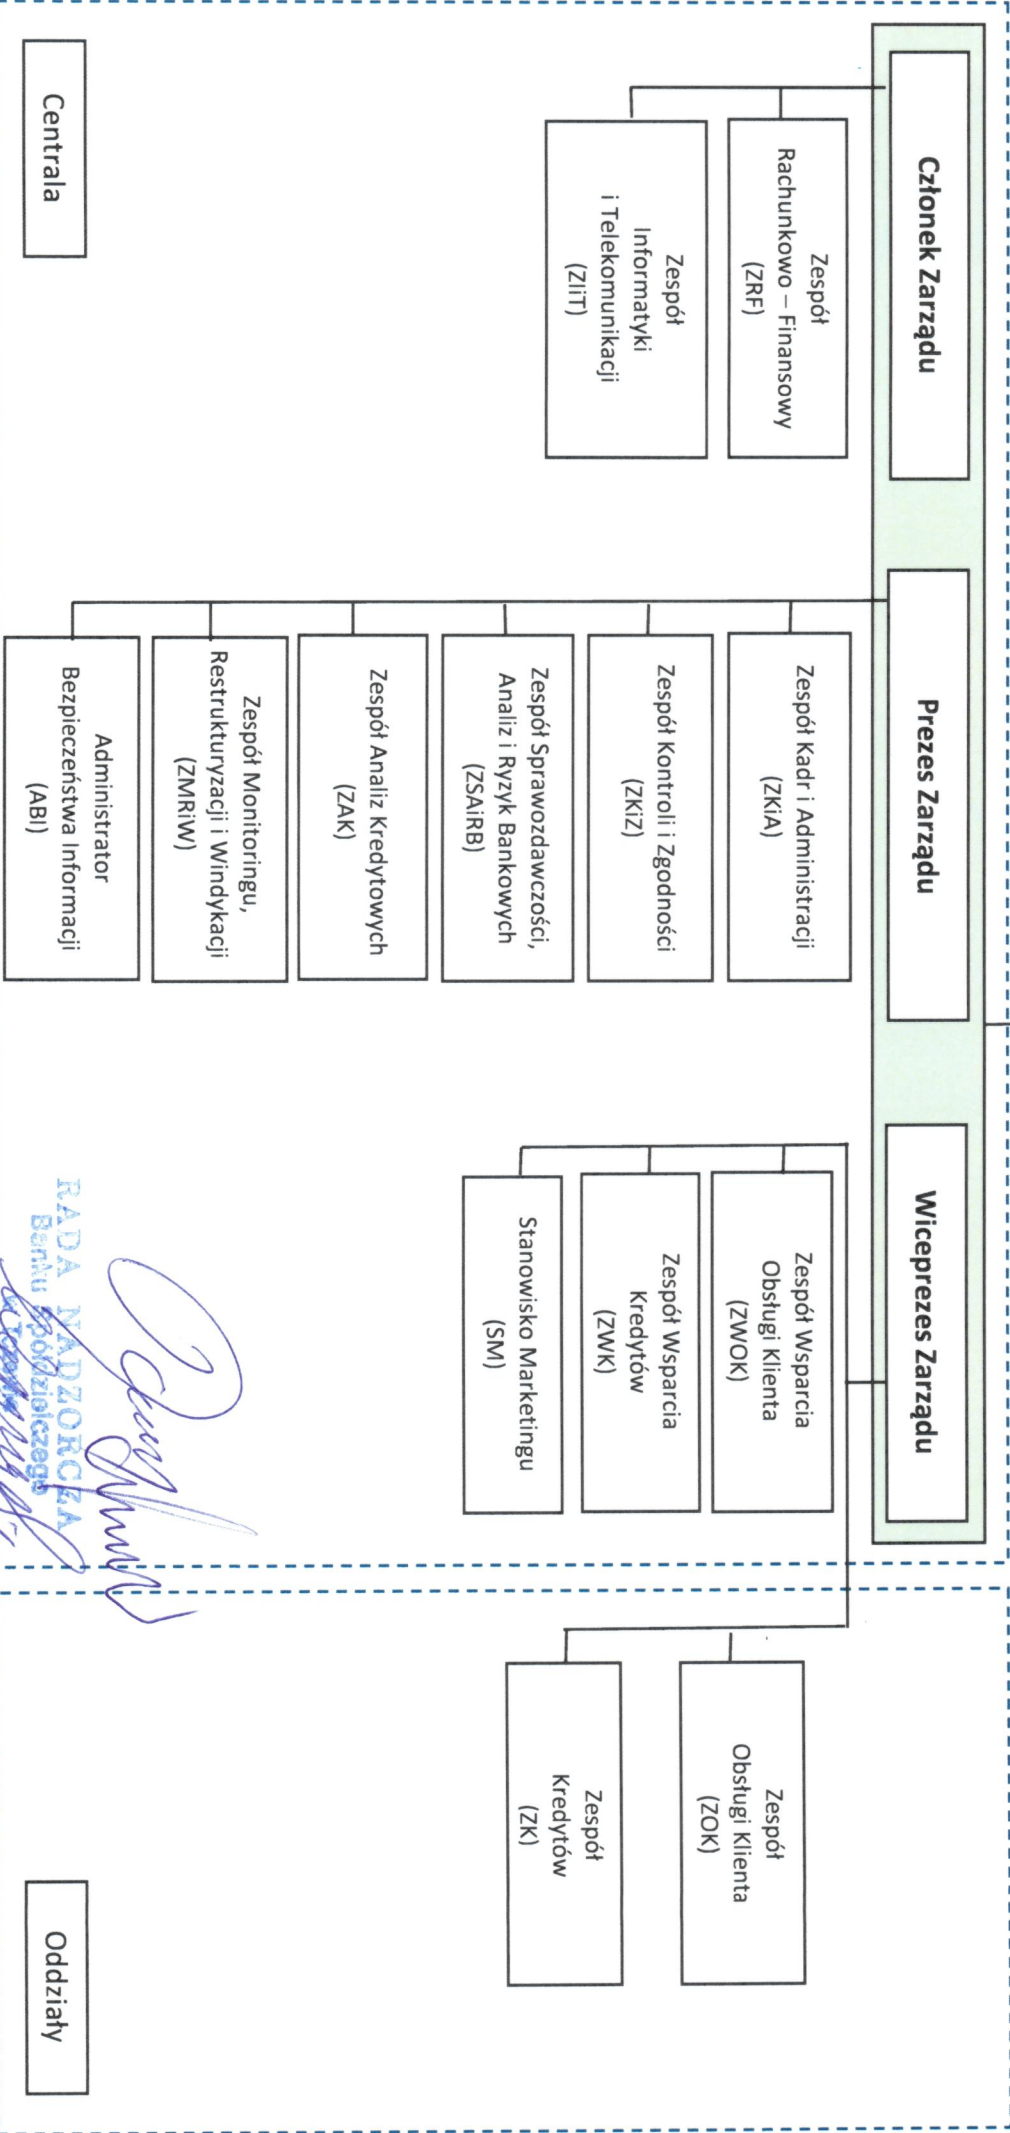 Członek Zarządu
Zespół
Rachunkowo – Finansowy
(ZRF)
Zespół
Informatyki
i Telekomunikacji
(ZIiT)
Centrala
Prezes Zarządu
Zespół Kadr i Administracji
(ZKiA)
Zespół Kontroli i Zgodności
(ZKiZ)
Zespół Sprawozdawczości,
Analiz i Ryzyk Bankowych
(ZSAiRB)
Zespół Analiz Kredytowych
(ZAK)
Zespół Monitoringu,
Restrukturyzacji i Windykacji
(ZMRiW)
Administrator
Bezpieczeństwa Informacji
(ABI)
Wiceprezes Zarządu
Zespół Wsparcia
Obsługi Klienta
(ZWOK)
Zespół Wsparcia
Kredytów
(ZWK)
Stanowisko Marketingu
(SM)
RADA NADZORCZA
Banku Spółdzielczego
Zespół
Obsługi Klienta
(ZOK)
Zespół
Kredytów
(ZK)
Oddziały